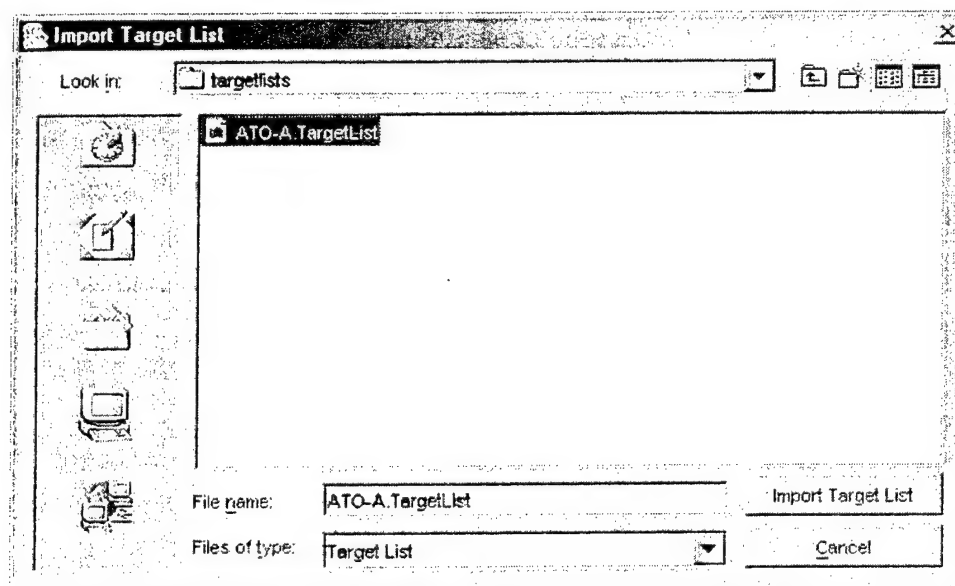 Import Target List
Look in: targetlists
ATO-A.TargetList
File name: ATO-A.TargetList Import Target List
Files of type: Target List Cancel